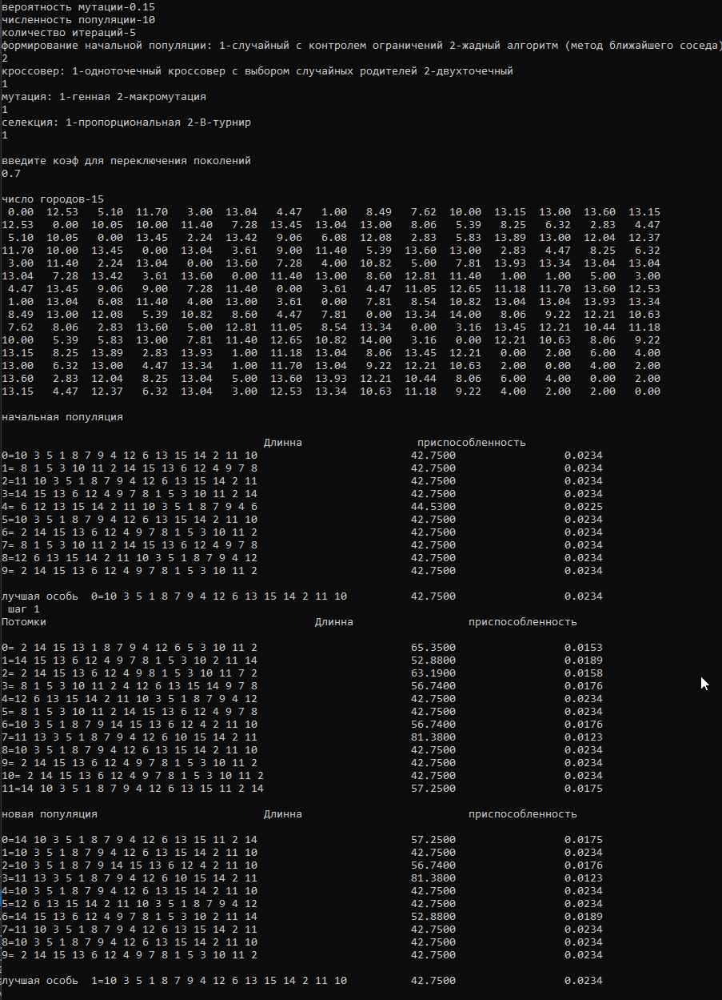 вероятность мутации-0.15
численность популяции-10
количество итераций-5
формирование начальной популяции: 1-случайный с контролем ограничений 2-жадный алгоритм (метод ближайшего соседа)
2
кроссовер: 1-одноточечный кроссовер с выбором случайных родителей 2-двухточечный
1
мутация: 1-генная 2-макромутация
1
селекция: 1-пропорциональная 2-В-турнир
1
введите коэф для переключения поколений
0.7
число городов-15
0.00 12.53 5.10 11.70 3.00 13.04 4.47 1.00 8.49 7.62 10.00 13.15 13.00 13.60 13.15
12.53 0.00 10.05 10.00 11.40 7.28 13.45 13.04 13.00 8.06 5.39 8.25 6.32 2.83 4.47
5.10 10.05 0.00 13.45 2.24 13.42 9.06 6.08 12.08 2.83 5.83 13.89 13.00 12.04 12.37
11.70 10.00 13.45 0.00 13.04 3.61 9.00 11.40 5.39 13.60 13.00 2.83 4.47 8.25 6.32
3.00 11.40 2.24 13.04 0.00 13.60 7.28 4.00 10.82 5.00 7.81 13.93 13.34 13.04 13.04
13.04 7.28 13.42 3.61 13.60 0.00 11.40 13.00 8.60 12.81 11.40 1.00 1.00 5.00 3.00
4.47 13.45 9.06 9.00 7.28 11.40 0.00 3.61 4.47 11.05 12.65 11.18 11.70 13.60 12.53
1.00 13.04 6.08 11.40 4.00 13.00 3.61 0.00 7.81 8.54 10.82 13.04 13.04 13.93 13.34
8.49 13.00 12.08 5.39 10.82 8.60 4.47 7.81 0.00 13.34 14.00 8.06 9.22 12.21 10.63
7.62 8.06 2.83 13.60 5.00 12.81 11.05 8.54 13.34 0.00 3.16 13.45 12.21 10.44 11.18
10.00 5.39 5.83 13.00 7.81 11.40 12.65 10.82 14.00 3.16 0.00 12.21 10.63 8.06 9.22
13.15 8.25 13.89 2.83 13.93 1.00 11.18 13.04 8.06 13.45 12.21 0.00 2.00 6.00 4.00
13.00 6.32 13.00 4.47 13.34 1.00 11.70 13.04 9.22 12.21 10.63 2.00 0.00 4.00 2.00
13.60 2.83 12.04 8.25 13.04 5.00 13.60 13.93 12.21 10.44 8.06 6.00 4.00 0.00 2.00
13.15 4.47 12.37 6.32 13.04 3.00 12.53 13.34 10.63 11.18 9.22 4.00 2.00 2.00 0.00
начальная популяция
Длинна приспособленность
0=10 3 5 1 8 7 9 4 12 6 13 15 14 2 11 10 42.7500 0.0234
1= 8 1 5 3 10 11 2 14 15 13 6 12 4 9 7 8 42.7500 0.0234
2=11 10 3 5 1 8 7 9 4 12 6 13 15 14 2 11 42.7500 0.0234
3=14 15 13 6 12 4 9 7 8 1 5 3 10 11 2 14 42.7500 0.0234
4= 6 12 13 15 14 2 11 10 3 5 1 8 7 9 4 6 44.5300 0.0225
5=10 3 5 1 8 7 9 4 12 6 13 15 14 2 11 10 42.7500 0.0234
6= 2 14 15 13 6 12 4 9 7 8 1 5 3 10 11 2 42.7500 0.0234
7= 8 1 5 3 10 11 2 14 15 13 6 12 4 9 7 8 42.7500 0.0234
8=12 6 13 15 14 2 11 10 3 5 1 8 7 9 4 12 42.7500 0.0234
9= 2 14 15 13 6 12 4 9 7 8 1 5 3 10 11 2 42.7500 0.0234
лучшая особь 0=10 3 5 1 8 7 9 4 12 6 13 15 14 2 11 10 42.7500 0.0234
шаг 1
Потомки Длинна приспособленность
0= 2 14 15 13 1 8 7 9 4 12 6 5 3 10 11 2 65.3500 0.0153
1=14 15 13 6 12 4 9 7 8 1 5 3 10 2 11 14 52.8800 0.0189
2= 2 14 15 13 6 12 4 9 8 1 5 3 10 11 7 2 63.1900 0.0158
3= 8 1 5 3 10 11 2 4 12 6 13 15 14 9 7 8 56.7400 0.0176
4=12 6 13 15 14 2 11 10 3 5 1 8 7 9 4 12 42.7500 0.0234
5= 8 1 5 3 10 11 2 14 15 13 6 12 4 9 7 8 42.7500 0.0234
6=10 3 5 1 8 7 9 14 15 13 6 12 4 2 11 10 56.7400 0.0176
7=11 13 3 5 1 8 7 9 4 12 6 10 15 14 2 11 81.3800 0.0123
8=10 3 5 1 8 7 9 4 12 6 13 15 14 2 11 10 42.7500 0.0234
9= 2 14 15 13 6 12 4 9 7 8 1 5 3 10 11 2 42.7500 0.0234
10= 2 14 15 13 6 12 4 9 7 8 1 5 3 10 11 2 42.7500 0.0234
11=14 10 3 5 1 8 7 9 4 12 6 13 15 11 2 14 57.2500 0.0175
новая популяция Длинна приспособленность
0=14 10 3 5 1 8 7 9 4 12 6 13 15 11 2 14 57.2500 0.0175
1=10 3 5 1 8 7 9 4 12 6 13 15 14 2 11 10 42.7500 0.0234
2=10 3 5 1 8 7 9 14 15 13 6 12 4 2 11 10 56.7400 0.0176
3=11 13 3 5 1 8 7 9 4 12 6 10 15 14 2 11 81.3800 0.0123
4=10 3 5 1 8 7 9 4 12 6 13 15 14 2 11 10 42.7500 0.0234
5=12 6 13 15 14 2 11 10 3 5 1 8 7 9 4 12 42.7500 0.0234
6=14 15 13 6 12 4 9 7 8 1 5 3 10 2 11 14 52.8800 0.0189
7=11 10 3 5 1 8 7 9 4 12 6 13 15 14 2 11 42.7500 0.0234
8=10 3 5 1 8 7 9 4 12 6 13 15 14 2 11 10 42.7500 0.0234
9= 2 14 15 13 6 12 4 9 7 8 1 5 3 10 11 2 42.7500 0.0234
лучшая особь 1=10 3 5 1 8 7 9 4 12 6 13 15 14 2 11 10 42.7500 0.0234